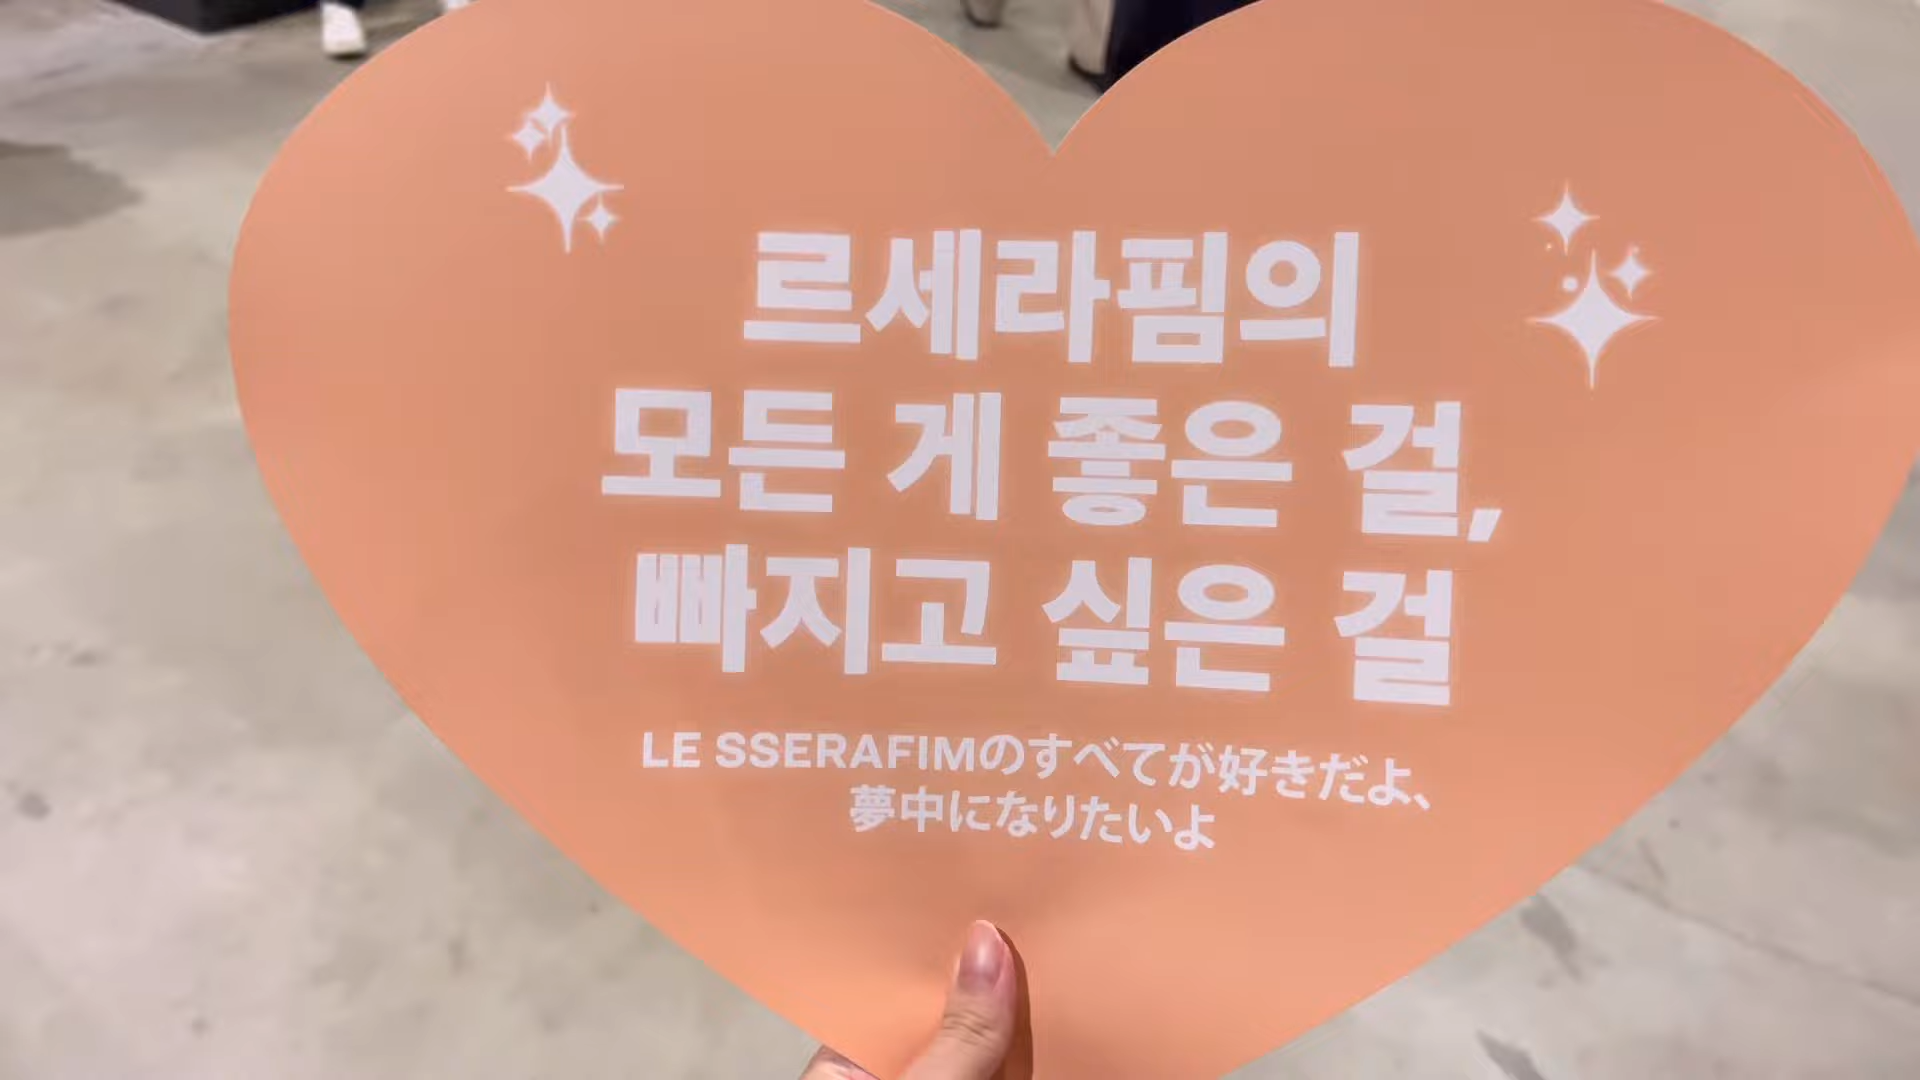 르세라핌의
모든 게 좋은 걸,
빠지고 싶은 걸
LE SSERAFIMのすべてが好きだよ、
夢中になりたいよ